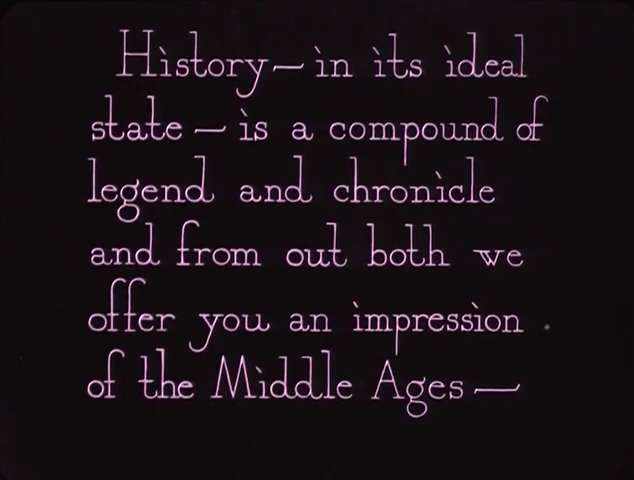 History — in its ideal
state — is a compound of
legend and chronicle
and from out both we
offer you an impression
of the Middle Ages —